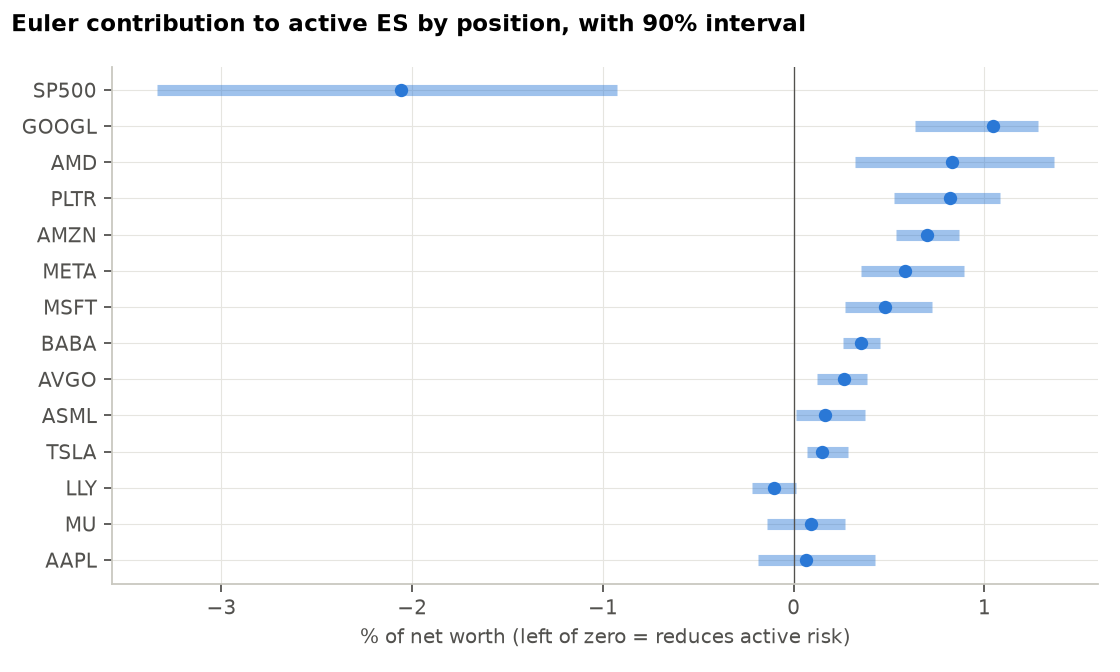 Euler contribution to active ES by position, with 90% interval
SP500
GOOGL
AMD
PLTR
AMZN
META
MSFT
BABA
AVGO
ASML
TSLA
LLY
MU
AAPL
−3 −2 −1 0 1
% of net worth (left of zero = reduces active risk)